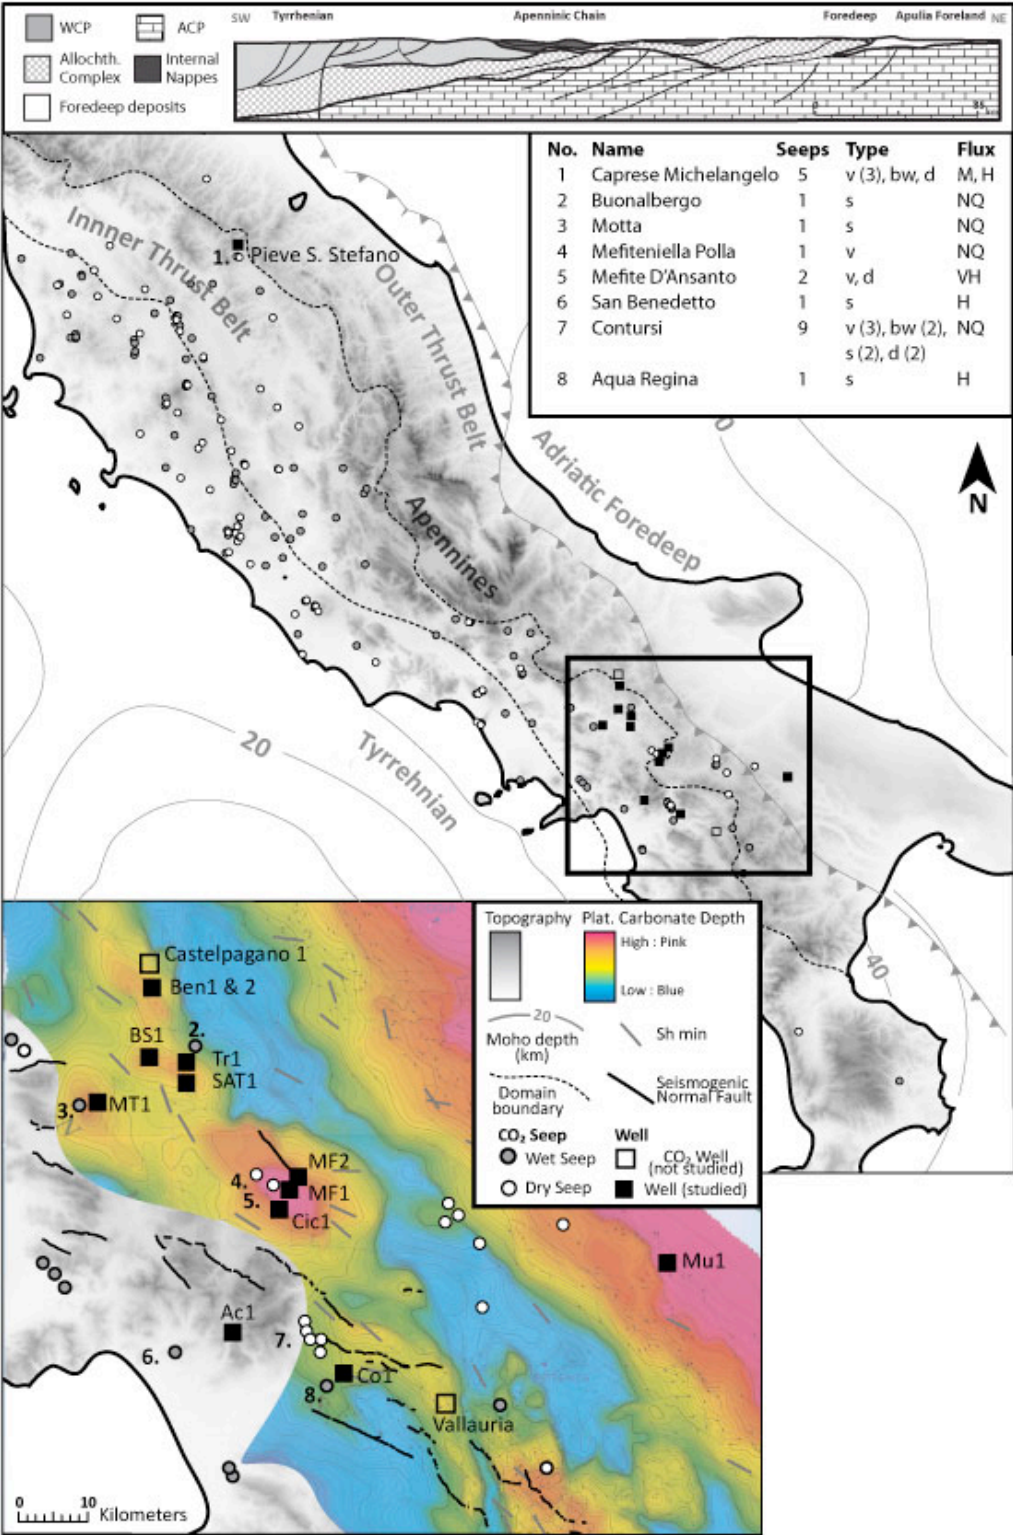 SW Tyrrhenian Apenninic Chain Foredeep Apulia Foreland NE
WCP ACP
Allochth. Complex
Internal Nappes
Foredeep deposits
0
No. Name Seeps Type Flux
1 Caprese Michelangelo 5 v (3), bw, d M, H
2 Buonalbergo 1 s NQ
3 Motta 1 s NQ
4 Mefiteniella Polla 1 v NQ
5 Mefite D'Ansanto 2 v, d VH
6 San Benedetto 1 s H
7 Contursi 9 v (3), bw (2), NQ
s (2), d (2)
8 Aqua Regina 1 s H
Innner Thrust Belt
1. Pieve S. Stefano
Outer Thrust Belt
Adriatic Foredeep
Apennines
N
20
Tyrrehnian
40
Topography Plat. Carbonate Depth
High : Pink
Low : Blue
20
Moho depth
(km)
Sh min
Domain
boundary
Seismogenic
Normal Fault
CO₂ Seep Well
Wet Seep
CO₂ Well
(not studied)
Dry Seep
Well (studied)
Castelpagano 1
Ben1 & 2
BS1
2.
Tr1
SAT1
3. MT1
4.
MF2
MF1
5.
Cic1
Mu1
Ac1
7.
6.
Co1
8.
Vallauria
0 10 Kilometers